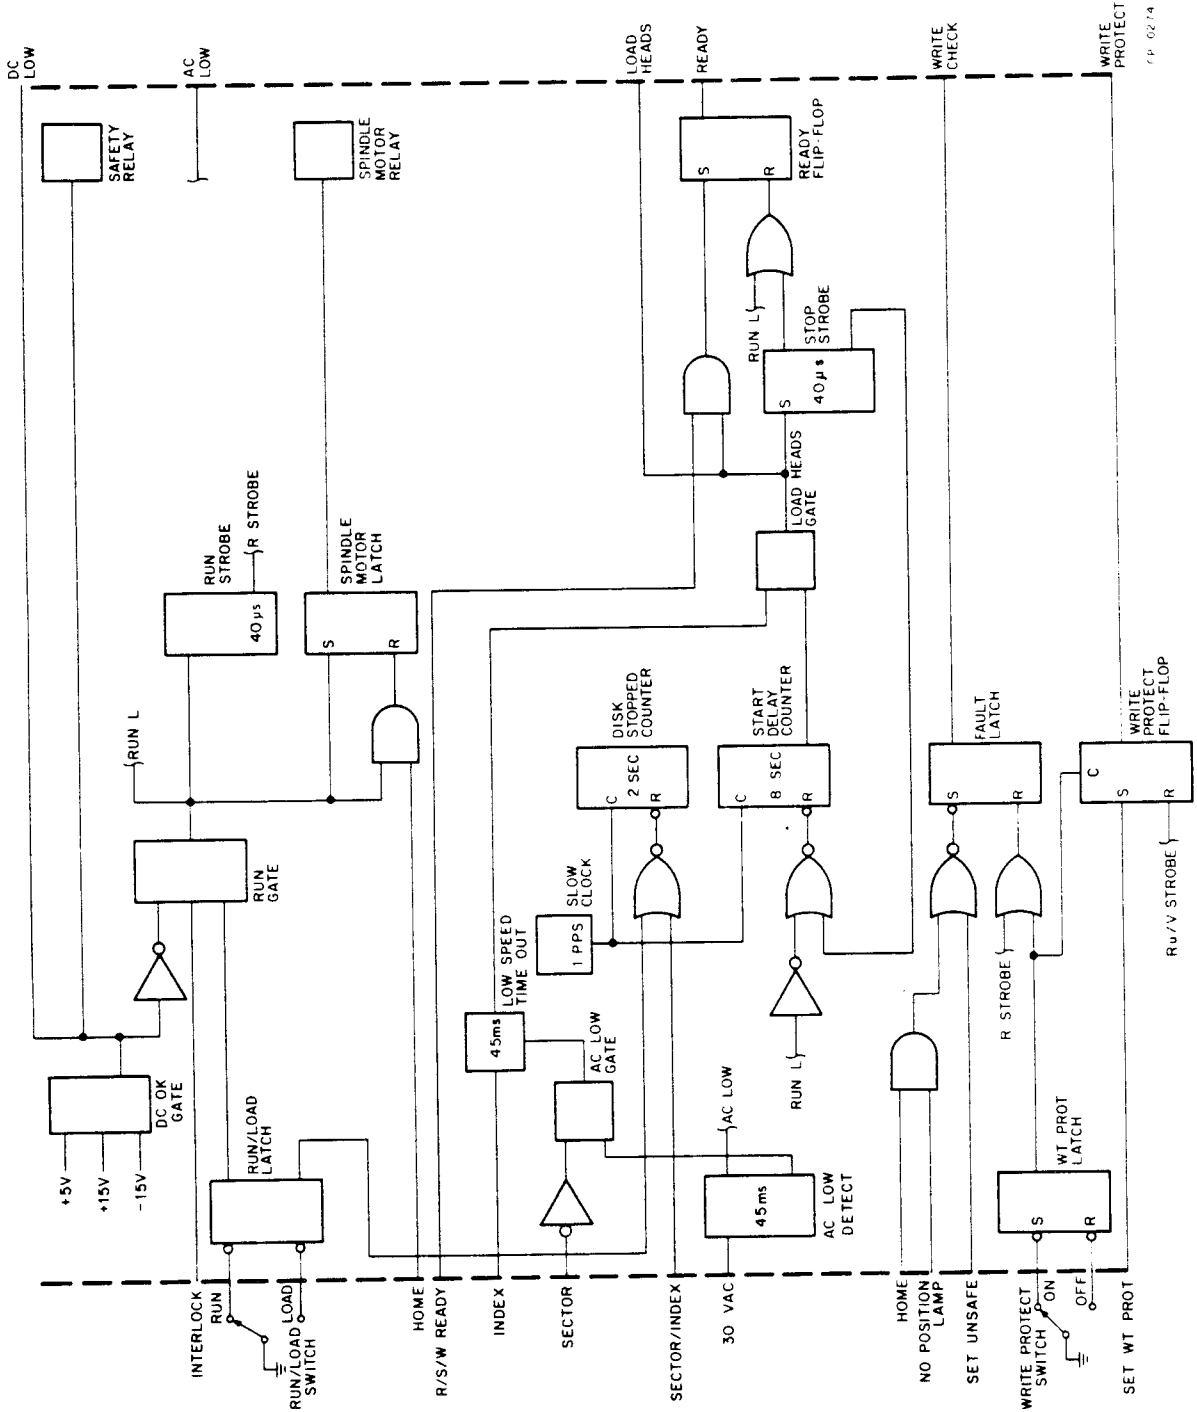 DC
LOW
AC
LOW
LOAD
HEADS
READY
WRITE
CHECK
WRITE
PROTECT
SAFETY
RELAY
SPINDLE
MOTOR
RELAY
S
R
READY
FLIP-FLOP
RUN L
S
40 µs
STOP
STROBE
RUN
STROBE
40 µs
R STROBE
SPINDLE
MOTOR
LATCH
S
R
LOAD HEADS
GATE
RUN L
DISK
STOPPED
COUNTER
C
2 SEC
R
START
DELAY
COUNTER
C
8 SEC
R
FAULT
LATCH
S
R
WRITE
PROTECT
FLIP-FLOP
C
S
R
RUN
GATE
SLOW
CLOCK
1 PPS
R STROBE
Ru/V STROBE
+5V
+15V
-15V
DC OK
GATE
LOW SPEED
TIME OUT
45ms
AC LOW
GATE
RUN L
RUN/LOAD
LATCH
AC LOW
45ms
AC LOW
DETECT
WT PROT
LATCH
S
R
INTERLOCK
RUN
LOAD
RUN/LOAD
SWITCH
HOME
R/S/W READY
INDEX
SECTOR
SECTOR/INDEX
30 VAC
HOME
NO POSITION
LAMP
SET UNSAFE
WRITE PROTECT
SWITCH
ON
OFF
SET WT PROT